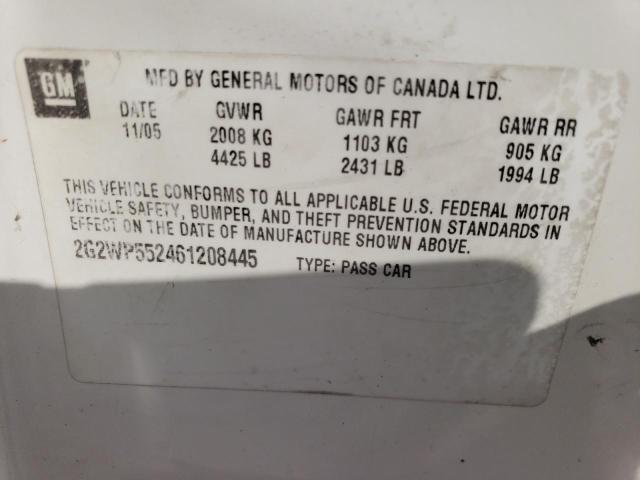 GM
MFD BY GENERAL MOTORS OF CANADA LTD.
DATE GVWR GAWR FRT GAWR RR
11/05 2008 KG 1103 KG 905 KG
4425 LB 2431 LB 1994 LB
THIS VEHICLE CONFORMS TO ALL APPLICABLE U.S. FEDERAL MOTOR
VEHICLE SAFETY, BUMPER, AND THEFT PREVENTION STANDARDS IN
EFFECT ON THE DATE OF MANUFACTURE SHOWN ABOVE.
2G2WP552461208445 TYPE: PASS CAR